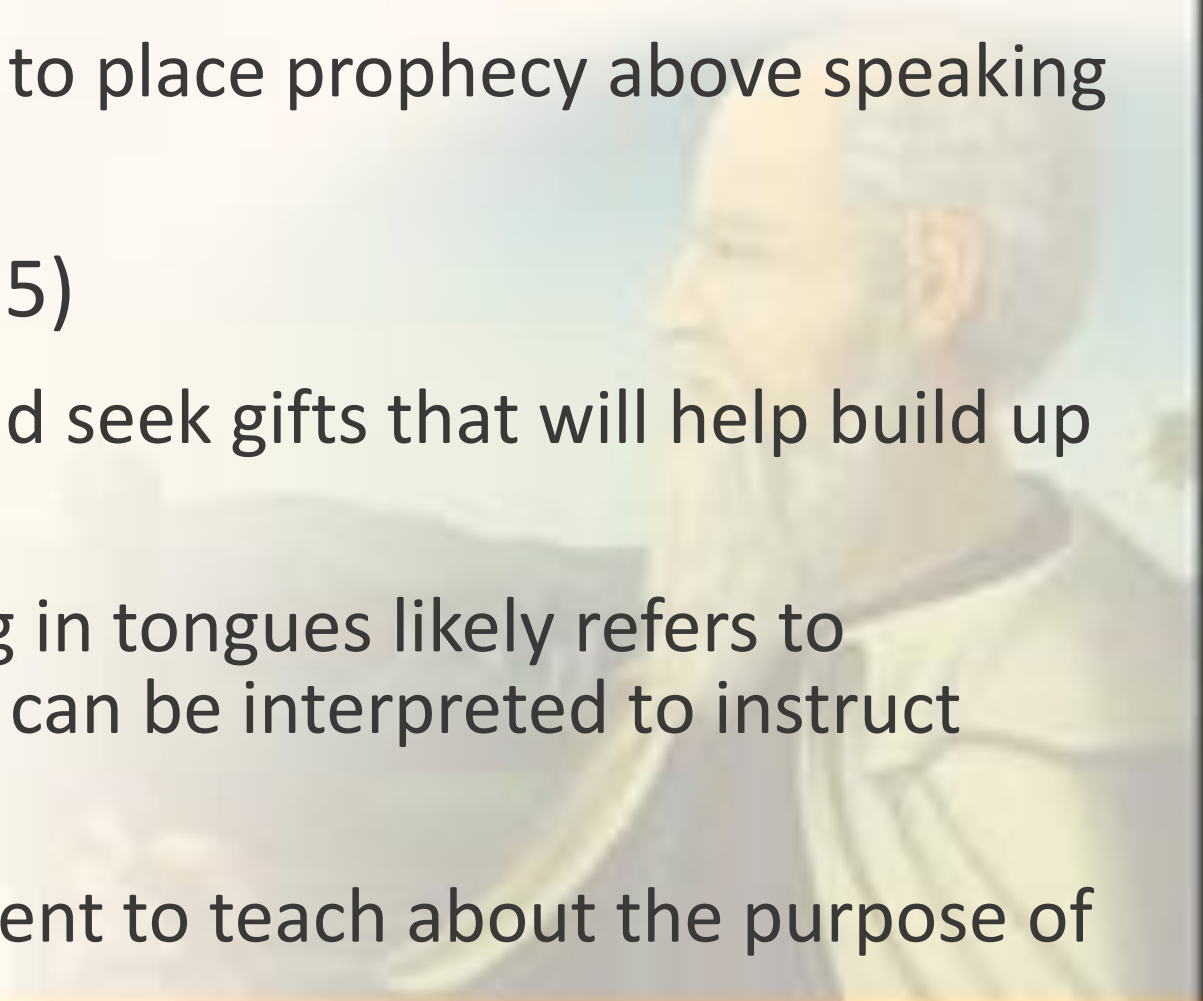 to place prophecy above speaking
5)
d seek gifts that will help build up
g in tongues likely refers to
can be interpreted to instruct
ent to teach about the purpose of